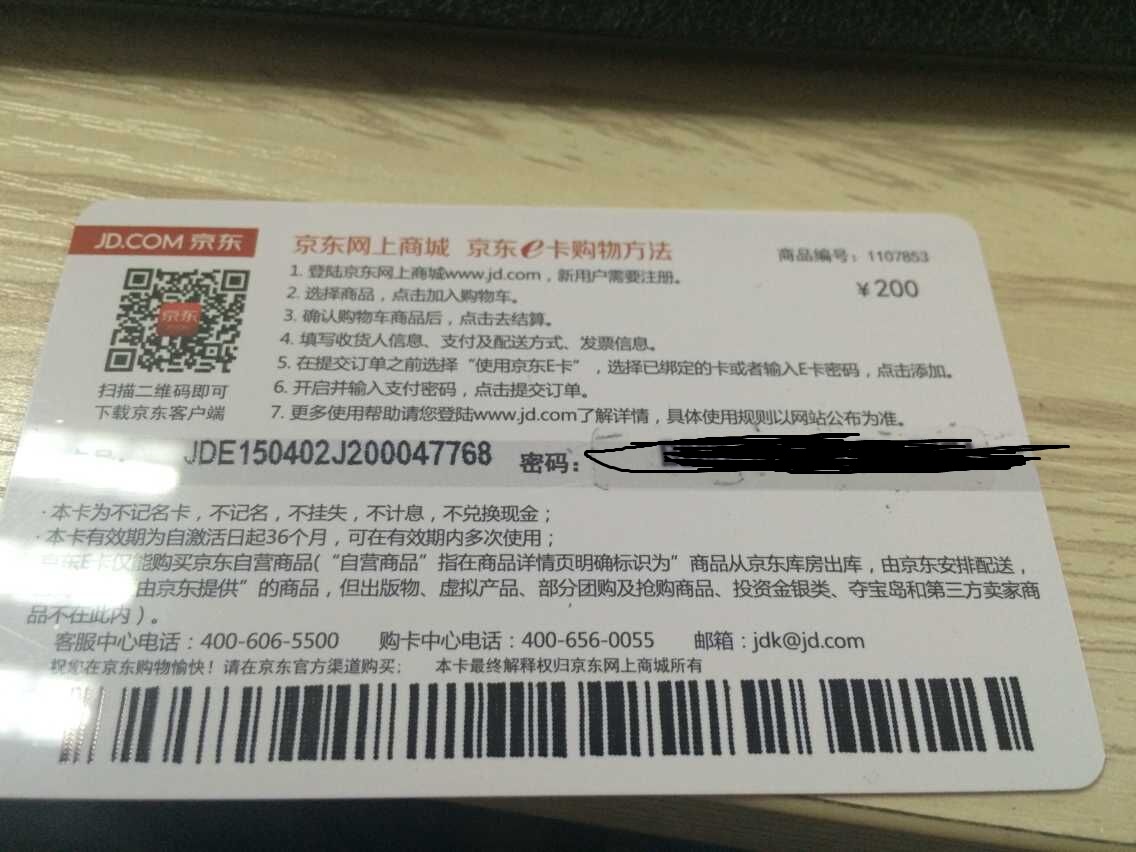 JD.COM 京东
京东网上商城 京东e卡购物方法
商品编号：1107853
¥200
1. 登陆京东网上商城www.jd.com，新用户需要注册。
2. 选择商品，点击加入购物车。
3. 确认购物车商品后，点击去结算。
4. 填写收货人信息、支付及配送方式、发票信息。
5. 在提交订单之前选择“使用京东E卡”，选择已绑定的卡或者输入E卡密码，点击添加。
6. 开启并输入支付密码，点击提交订单。
7. 更多使用帮助请您登陆www.jd.com了解详情，具体使用规则以网站公布为准。
京东
扫描二维码即可
下载京东客户端
JDE150402J200047768 密码：
·本卡为不记名卡，不记名，不挂失，不计息，不兑换现金；
·本卡有效期为自激活日起36个月，可在有效期内多次使用；
京东E卡仅能购买京东自营商品(“自营商品”指在商品详情页明确标识为”商品从京东库房出库，由京东安排配送，
由京东提供”的商品，但出版物、虚拟产品、部分团购及抢购商品、投资金银类、夺宝岛和第三方卖家商
品不在此内）。
客服中心电话：400-606-5500 购卡中心电话：400-656-0055 邮箱：jdk@jd.com
祝您在京东购物愉快！请在京东官方渠道购买； 本卡最终解释权归京东网上商城所有